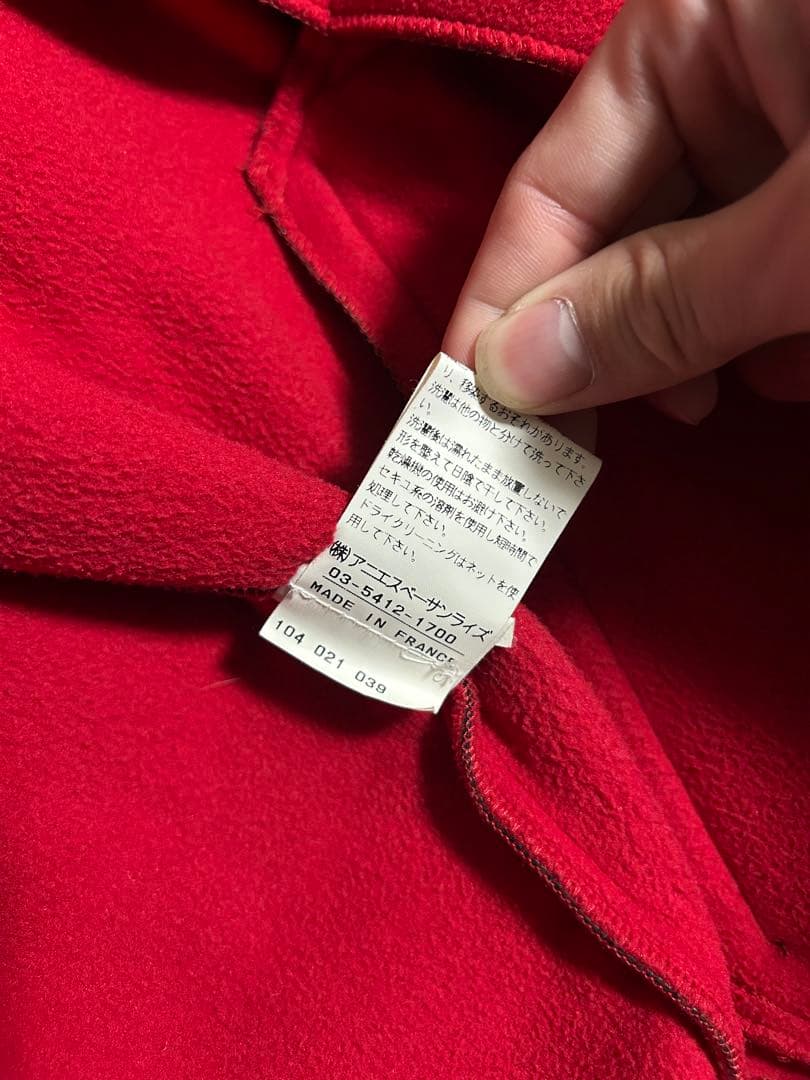 り、移染するおそれがあります。
洗濯は他の物と分けて洗って下さ
い。
洗濯後は濡れたまま放置しないで
形を整えて日陰で干して下さい。
乾燥機の使用はお避け下さい。
セキユ系の溶剤を使用し短時間で
処理して下さい。
ドライクリーニングはネットを使
用して下さい。
(株)アニエスベーサンライズ
03-5412-1700
MADE IN FRANCE
104 021 039